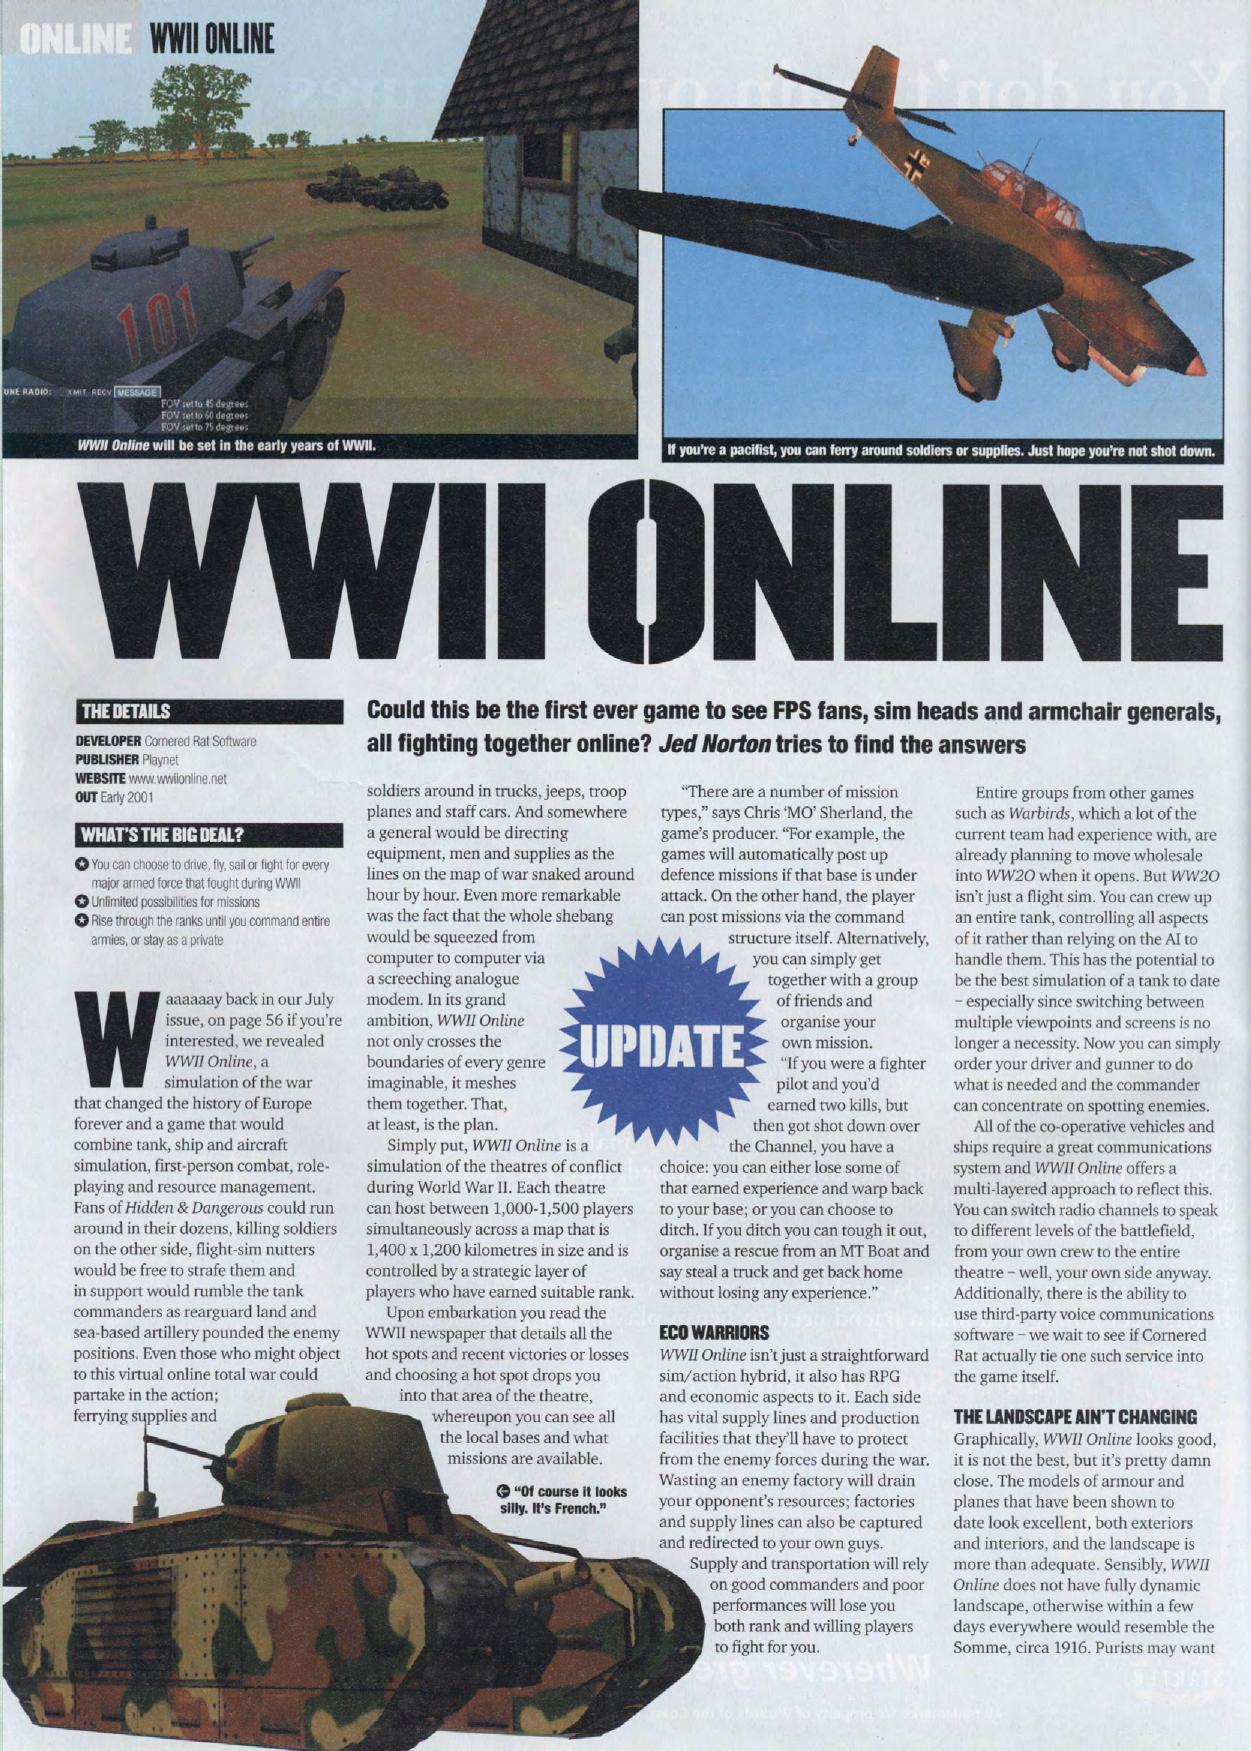 ONLINE WWII ONLINE
101
UNE RADIO: XMIT RECV MESSAGE
FOV set to 45 degrees
FOV set to 60 degrees
FOV set to 75 degrees
WWII Online will be set in the early years of WWII.
If you're a pacifist, you can ferry around soldiers or supplies. Just hope you're not shot down.
WWII ONLINE
THE DETAILS
DEVELOPER Cornered Rat Software
PUBLISHER Playnet
WEBSITE www.wwiionline.net
OUT Early 2001
WHAT'S THE BIG DEAL?
You can choose to drive, fly, sail or fight for every
major armed force that fought during WWII
Unlimited possibilities for missions
Rise through the ranks until you command entire
armies, or stay as a private
Could this be the first ever game to see FPS fans, sim heads and armchair generals,
all fighting together online? Jed Norton tries to find the answers
Waaaaaay back in our July
issue, on page 56 if you're
interested, we revealed
WWII Online, a
simulation of the war
that changed the history of Europe
forever and a game that would
combine tank, ship and aircraft
simulation, first-person combat, role-
playing and resource management.
Fans of Hidden & Dangerous could run
around in their dozens, killing soldiers
on the other side, flight-sim nutters
would be free to strafe them and
in support would rumble the tank
commanders as rearguard land and
sea-based artillery pounded the enemy
positions. Even those who might object
to this virtual online total war could
partake in the action;
ferrying supplies and
soldiers around in trucks, jeeps, troop
planes and staff cars. And somewhere
a general would be directing
equipment, men and supplies as the
lines on the map of war snaked around
hour by hour. Even more remarkable
was the fact that the whole shebang
would be squeezed from
computer to computer via
a screeching analogue
modem. In its grand
ambition, WWII Online
not only crosses the
boundaries of every genre
imaginable, it meshes
them together. That,
at least, is the plan.
Simply put, WWII Online is a
simulation of the theatres of conflict
during World War II. Each theatre
can host between 1,000-1,500 players
simultaneously across a map that is
1,400 x 1,200 kilometres in size and is
controlled by a strategic layer of
players who have earned suitable rank.
Upon embarkation you read the
WWII newspaper that details all the
hot spots and recent victories or losses
and choosing a hot spot drops you
into that area of the theatre,
whereupon you can see all
the local bases and what
missions are available.
"Of course it looks
silly. It's French."
UPDATE
"There are a number of mission
types," says Chris 'MO' Sherland, the
game's producer. "For example, the
games will automatically post up
defence missions if that base is under
attack. On the other hand, the player
can post missions via the command
structure itself. Alternatively,
you can simply get
together with a group
of friends and
organise your
own mission.
"If you were a fighter
pilot and you'd
earned two kills, but
then got shot down over
the Channel, you have a
choice: you can either lose some of
that earned experience and warp back
to your base; or you can choose to
ditch. If you ditch you can tough it out,
organise a rescue from an MT Boat and
say steal a truck and get back home
without losing any experience."
ECO WARRIORS
WWII Online isn't just a straightforward
sim/action hybrid, it also has RPG
and economic aspects to it. Each side
has vital supply lines and production
facilities that they'll have to protect
from the enemy forces during the war.
Wasting an enemy factory will drain
your opponent's resources; factories
and supply lines can also be captured
and redirected to your own guys.
Supply and transportation will rely
on good commanders and poor
performances will lose you
both rank and willing players
to fight for you.
Entire groups from other games
such as Warbirds, which a lot of the
current team had experience with, are
already planning to move wholesale
into WW2O when it opens. But WW2O
isn't just a flight sim. You can crew up
an entire tank, controlling all aspects
of it rather than relying on the AI to
handle them. This has the potential to
be the best simulation of a tank to date
– especially since switching between
multiple viewpoints and screens is no
longer a necessity. Now you can simply
order your driver and gunner to do
what is needed and the commander
can concentrate on spotting enemies.
All of the co-operative vehicles and
ships require a great communications
system and WWII Online offers a
multi-layered approach to reflect this.
You can switch radio channels to speak
to different levels of the battlefield,
from your own crew to the entire
theatre – well, your own side anyway.
Additionally, there is the ability to
use third-party voice communications
software – we wait to see if Cornered
Rat actually tie one such service into
the game itself.
THE LANDSCAPE AIN'T CHANGING
Graphically, WWII Online looks good,
it is not the best, but it's pretty damn
close. The models of armour and
planes that have been shown to
date look excellent, both exteriors
and interiors, and the landscape is
more than adequate. Sensibly, WWII
Online does not have fully dynamic
landscape, otherwise within a few
days everywhere would resemble the
Somme, circa 1916. Purists may want